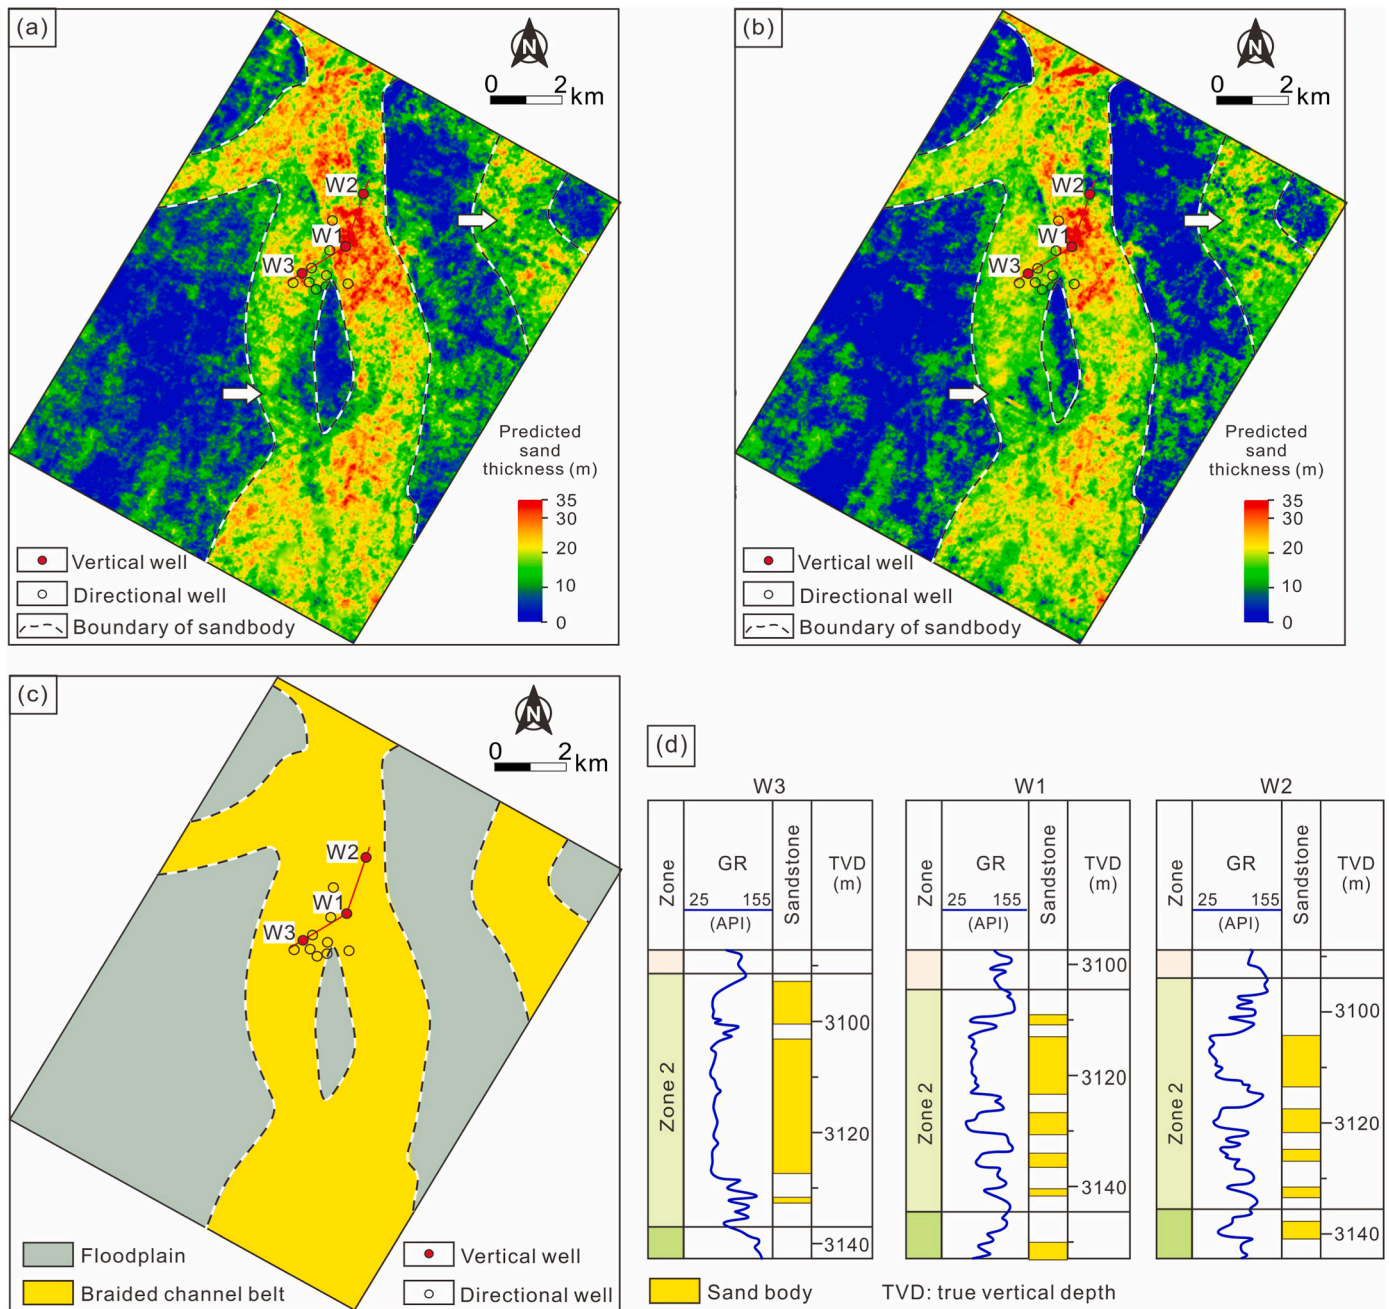 (a)
N
0 2 km
W2
W1
W3
Predicted
sand
thickness (m)
35
30
20
10
0
Vertical well
Directional well
Boundary of sandbody
(b)
N
0 2 km
W2
W1
W3
Predicted
sand
thickness (m)
35
30
20
10
0
Vertical well
Directional well
Boundary of sandbody
(c)
N
0 2 km
W2
W1
W3
Floodplain
Braided channel belt
Vertical well
Directional well
(d)
W3
Zone
GR
25 155
(API)
Sandstone
TVD
(m)
Zone 2
3100
3120
3140
W1
Zone
GR
25 155
(API)
Sandstone
TVD
(m)
Zone 2
3100
3120
3140
W2
Zone
GR
25 155
(API)
Sandstone
TVD
(m)
Zone 2
3100
3120
3140
Sand body
TVD: true vertical depth